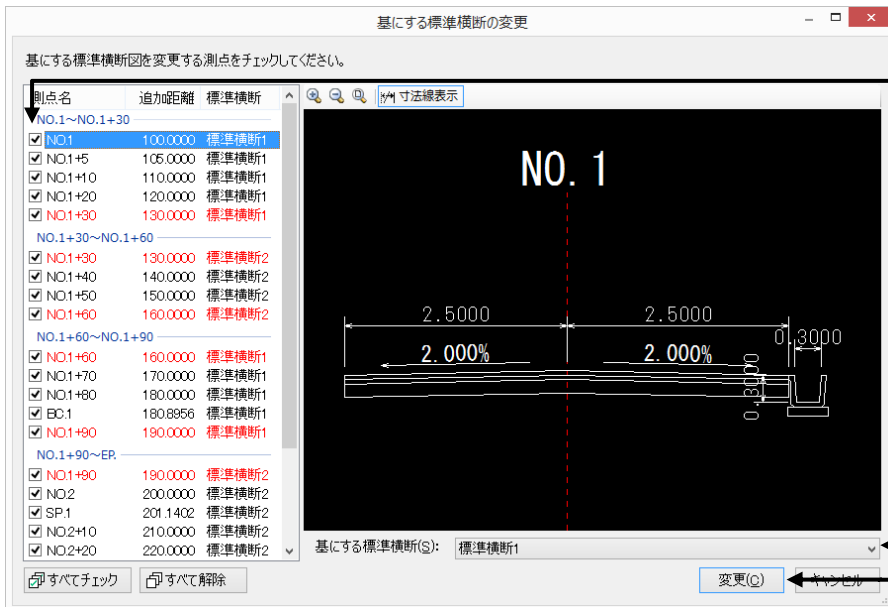 基にする標準横断の変更
基にする標準横断図を変更する測点をチェックしてください。
測点名 追加距離 標準横断
寸法線表示
NO.1～NO.1+30
NO.1 100.0000 標準横断1
NO.1+5 105.0000 標準横断1
NO.1+10 110.0000 標準横断1
NO.1+20 120.0000 標準横断1
NO.1+30 130.0000 標準横断1
NO.1+30～NO.1+60
NO.1+30 130.0000 標準横断2
NO.1+40 140.0000 標準横断2
NO.1+50 150.0000 標準横断2
NO.1+60 160.0000 標準横断2
NO.1+60～NO.1+90
NO.1+60 160.0000 標準横断1
NO.1+70 170.0000 標準横断1
NO.1+80 180.0000 標準横断1
BC.1 180.8956 標準横断1
NO.1+90 190.0000 標準横断1
NO.1+90～EP.
NO.1+90 190.0000 標準横断2
NO.2 200.0000 標準横断2
SP.1 201.1402 標準横断2
NO.2+10 210.0000 標準横断2
NO.2+20 220.0000 標準横断2
NO. 1
2.5000 2.5000
0.3000
2.000% 2.000%
0.3000
基にする標準横断(S): 標準横断1
すべてチェック すべて解除 変更(C) キャンセル